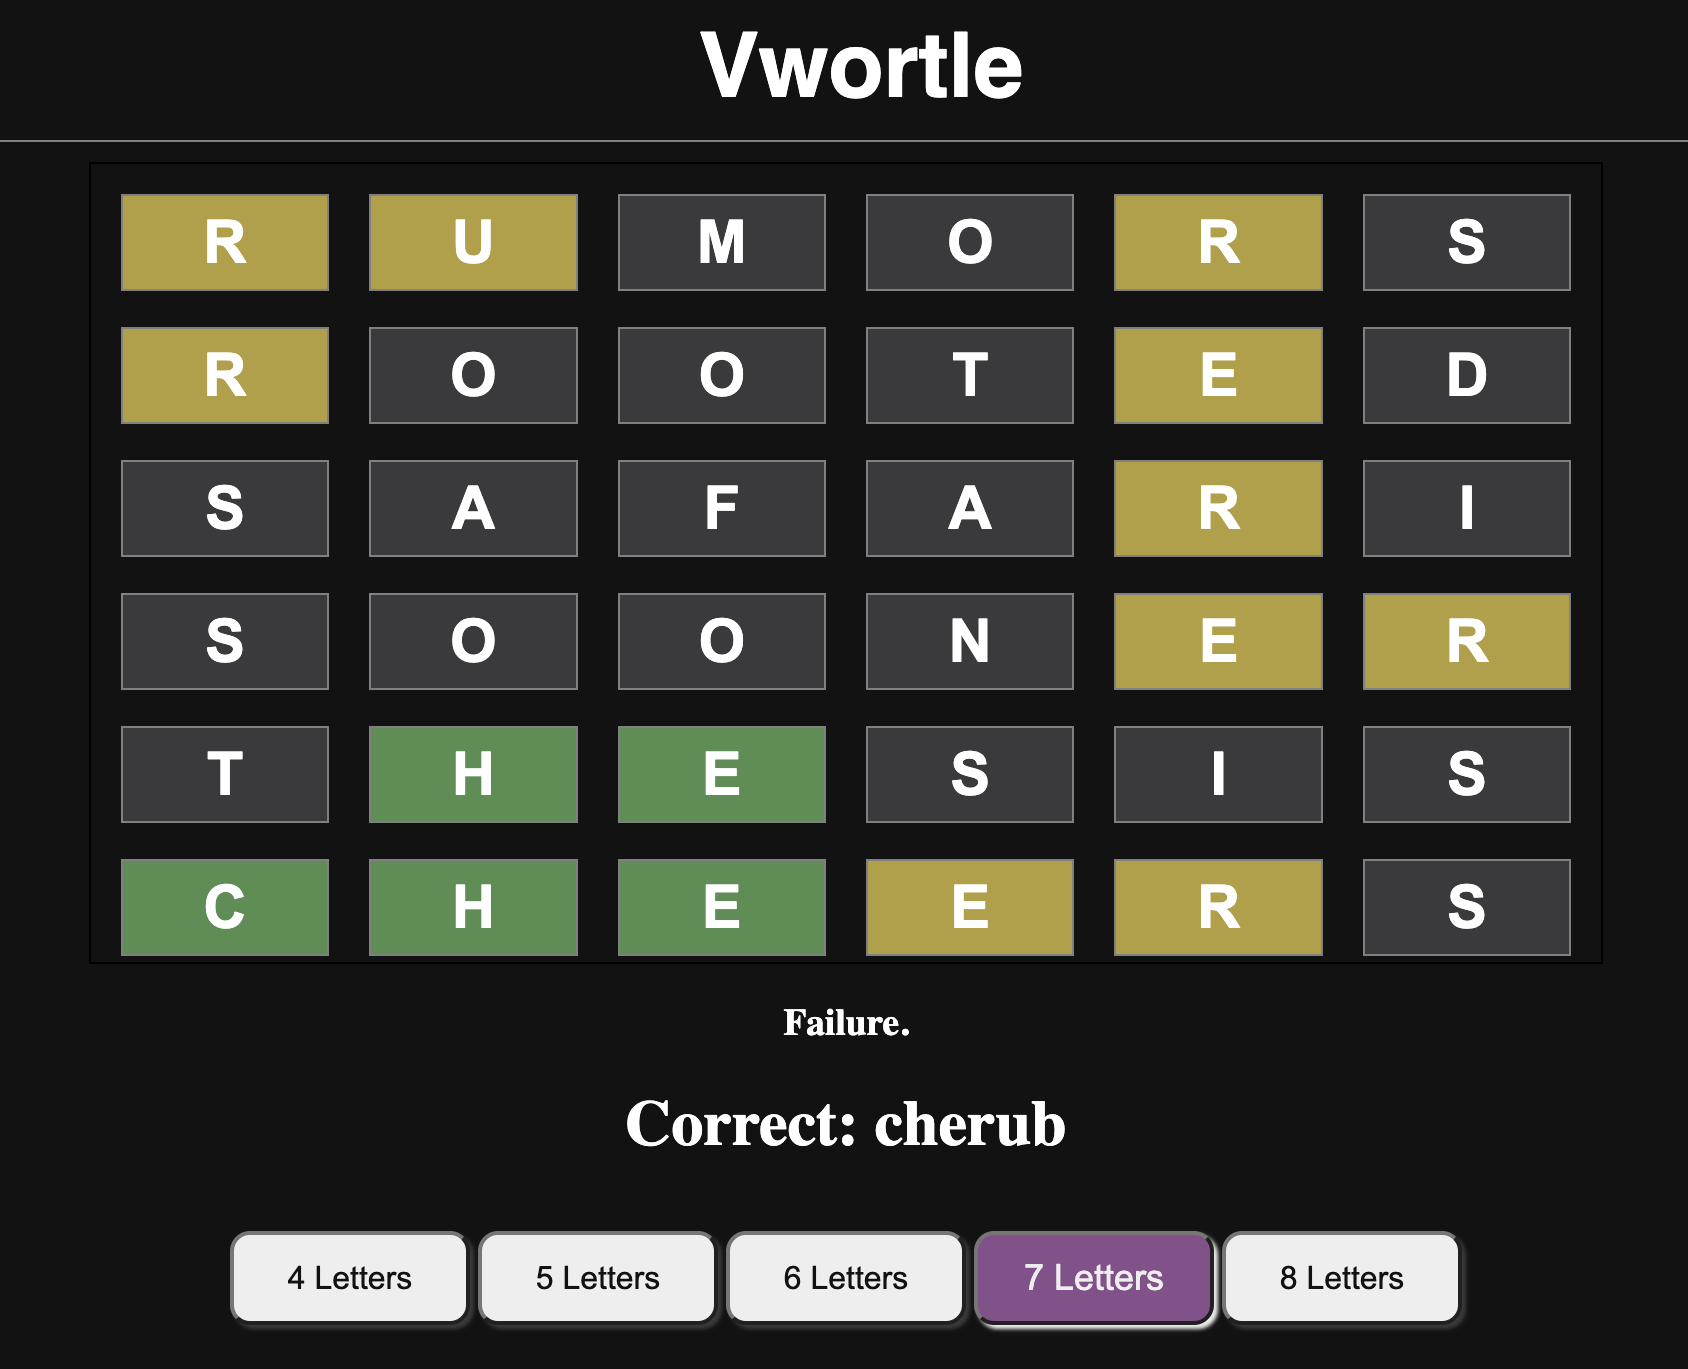 Vwortle
R U M O R S
R O O T E D
S A F A R I
S O O N E R
T H E S I S
C H E E R S
Failure.
Correct: cherub
4 Letters 5 Letters 6 Letters 7 Letters 8 Letters